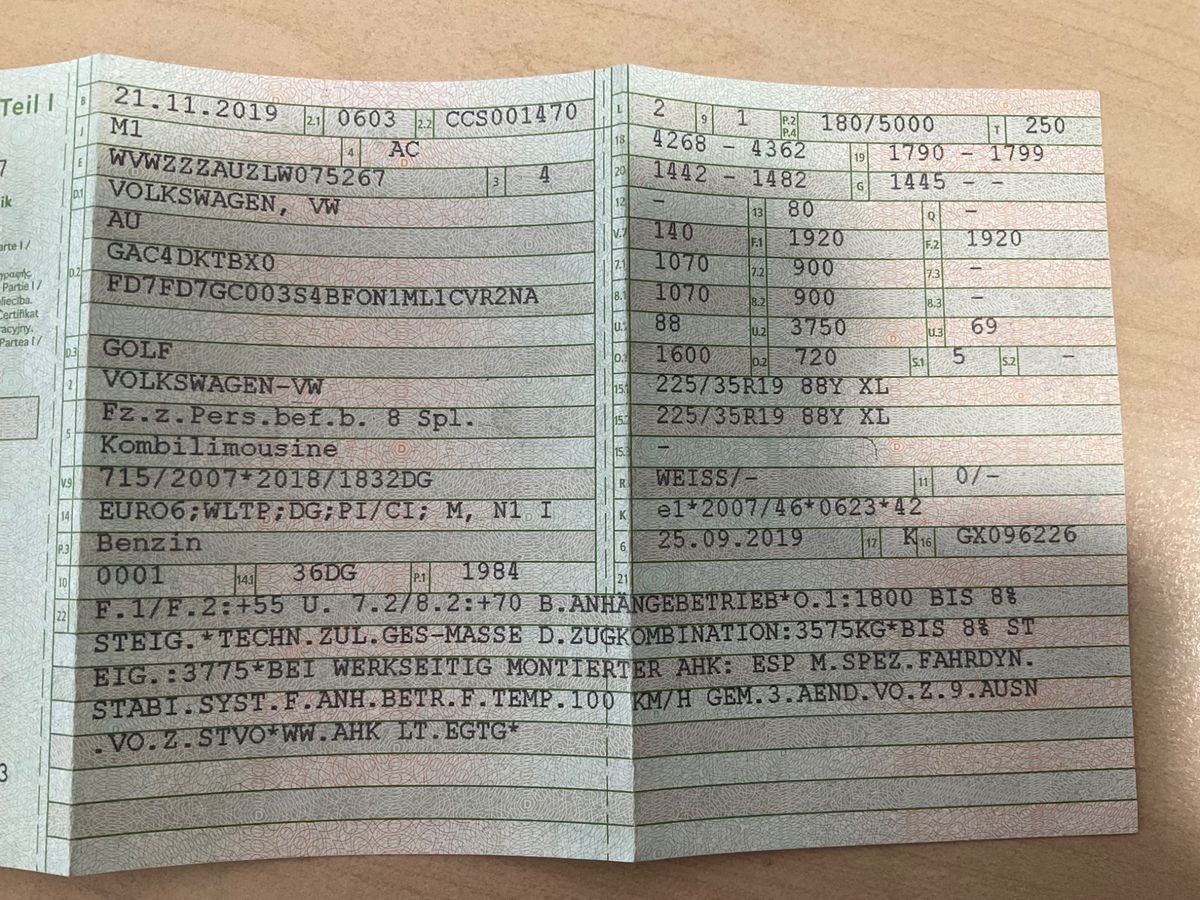 Teil I
7
ik
arte I /
γραφής
Partie I /
liecība.
Certifikat
racyjny.
Partea I /
3
B 21.11.2019 2.1 0603 2.2 CCS001470
J M1 4 AC
E WVWZZZAUZLW075267 3 4
D.1 VOLKSWAGEN, VW
AU
D.2 GAC4DKTBX0
FD7FD7GC003S4BFON1ML1CVR2NA
D.3 GOLF
2 VOLKSWAGEN-VW
Fz.z.Pers.bef.b. 8 Spl.
5 Kombilimousine
V.9 715/2007*2018/1832DG
14 EURO6;WLTP;DG;PI/CI; M, N1 I
P.3 Benzin
10 0001 14.1 36DG P.1 1984
L 2 9 1 P.2 P.4 180/5000 T 250
18 4268 - 4362 19 1790 - 1799
20 1442 - 1482 G 1445 - -
12 - 13 80 Q -
V.7 140 F.1 1920 F.2 1920
7.1 1070 7.2 900 7.3 -
8.1 1070 8.2 900 8.3 -
U.1 88 U.2 3750 U.3 69
O.1 1600 O.2 720 S.1 5 S.2 -
15.1 225/35R19 88Y XL
15.2 225/35R19 88Y XL
15.3 -
R WEISS/- 11 0/-
K e1*2007/46*0623*42
6 25.09.2019 17 K 16 GX096226
21
22 F.1/F.2:+55 U. 7.2/8.2:+70 B.ANHÄNGEBETRIEB*O.1:1800 BIS 8%
STEIG.*TECHN.ZUL.GES-MASSE D.ZUGKOMBINATION:3575KG*BIS 8% ST
EIG.:3775*BEI WERKSEITIG MONTIERTER AHK: ESP M.SPEZ.FAHRDYN.
STABI.SYST.F.ANH.BETR.F.TEMP.100 KM/H GEM.3.AEND.VO.Z.9.AUSN
.VO.Z.STVO*WW.AHK LT.EGTG*